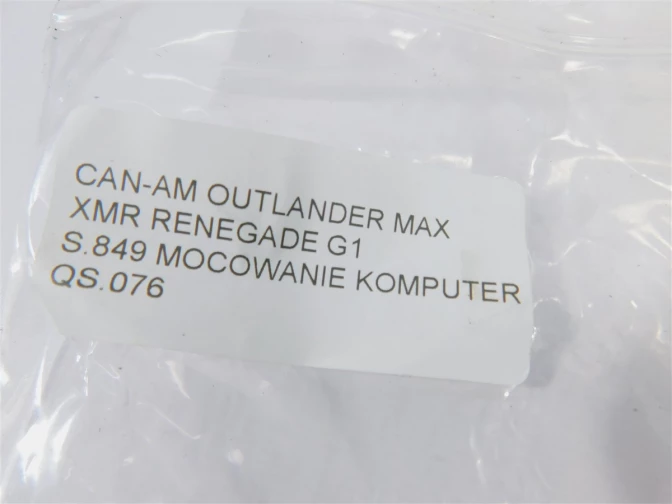 CAN-AM OUTLANDER MAX
XMR RENEGADE G1
S.849 MOCOWANIE KOMPUTER
QS.076